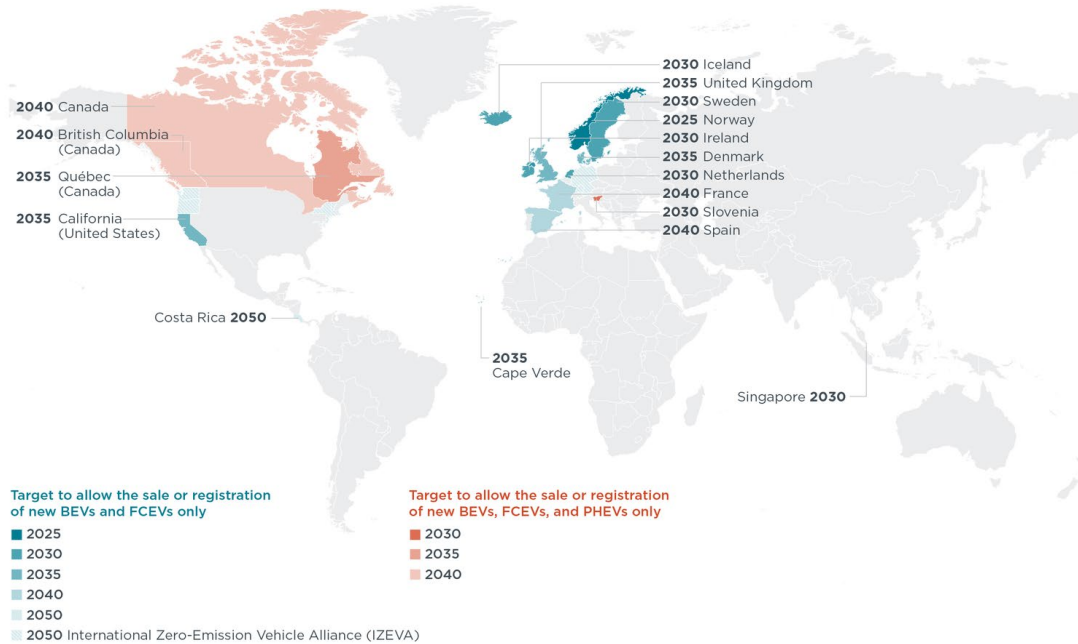 2030 Iceland
2035 United Kingdom
2030 Sweden
2040 Canada
2025 Norway
2040 British Columbia
(Canada)
2030 Ireland
2035 Denmark
2035 Québec
(Canada)
2030 Netherlands
2040 France
2035 California
(United States)
2030 Slovenia
2040 Spain
Costa Rica 2050
2035
Cape Verde
Singapore 2030
Target to allow the sale or registration
of new BEVs and FCEVs only
2025
2030
2035
2040
2050
2050 International Zero-Emission Vehicle Alliance (IZEVA)
Target to allow the sale or registration
of new BEVs, FCEVs, and PHEVs only
2030
2035
2040